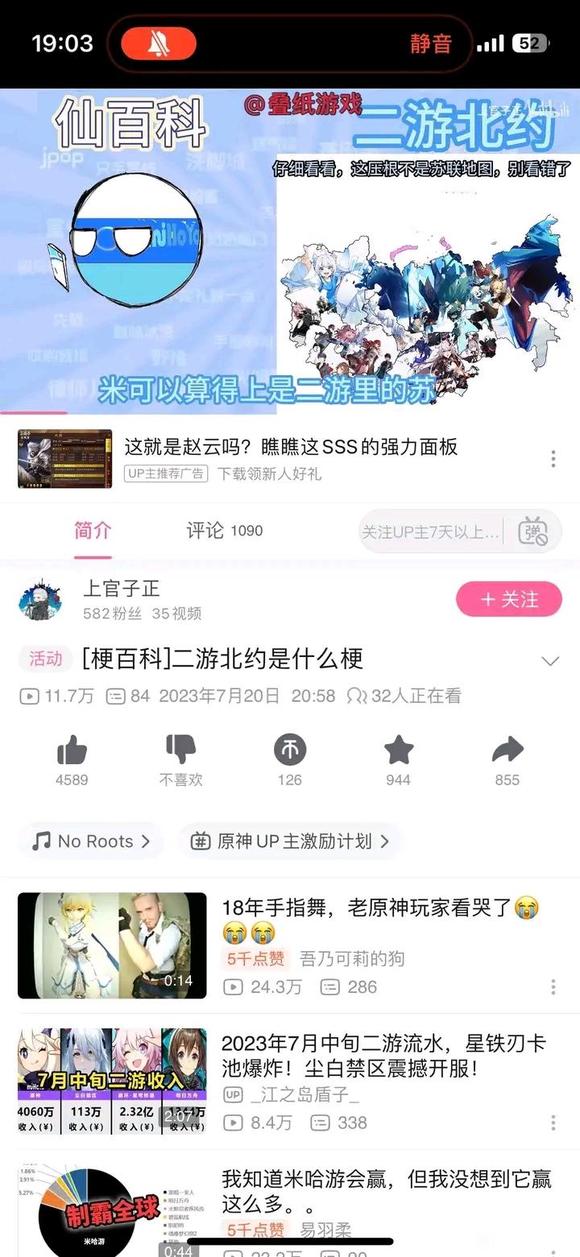 19:03
静音
52
仙百科
@叠纸游戏
二游北约
jpop
仔细看看，这压根不是苏联地图，别看错了
米可以算得上是二游里的苏
这就是赵云吗？瞧瞧这SSS的强力面板
UP主推荐广告 下载领新人好礼
简介
评论 1090
关注UP主7天以上...
弹
上官子正
582粉丝 35视频
+ 关注
活动 [梗百科]二游北约是什么梗
11.7万 84 2023年7月20日 20:58 32人正在看
4589
不喜欢
126
944
855
No Roots
原神UP主激励计划
18年手指舞，老原神玩家看哭了😭
😭😭
5千点赞 吾乃可莉的狗
24.3万 286
0:14
2023年7月中旬二游流水，星铁刃卡
池爆炸！尘白禁区震撼开服！
UP _江之岛盾子_
8.4万 338
7月中旬二游收入
4060万
113万
2.32亿
收入(¥)
收入(¥)
收入(¥)
收入(¥)
2:07
我知道米哈游会赢，但我没想到它赢
这么多。。
5千点赞 易羽柔
制霸全球
米哈游
0:44